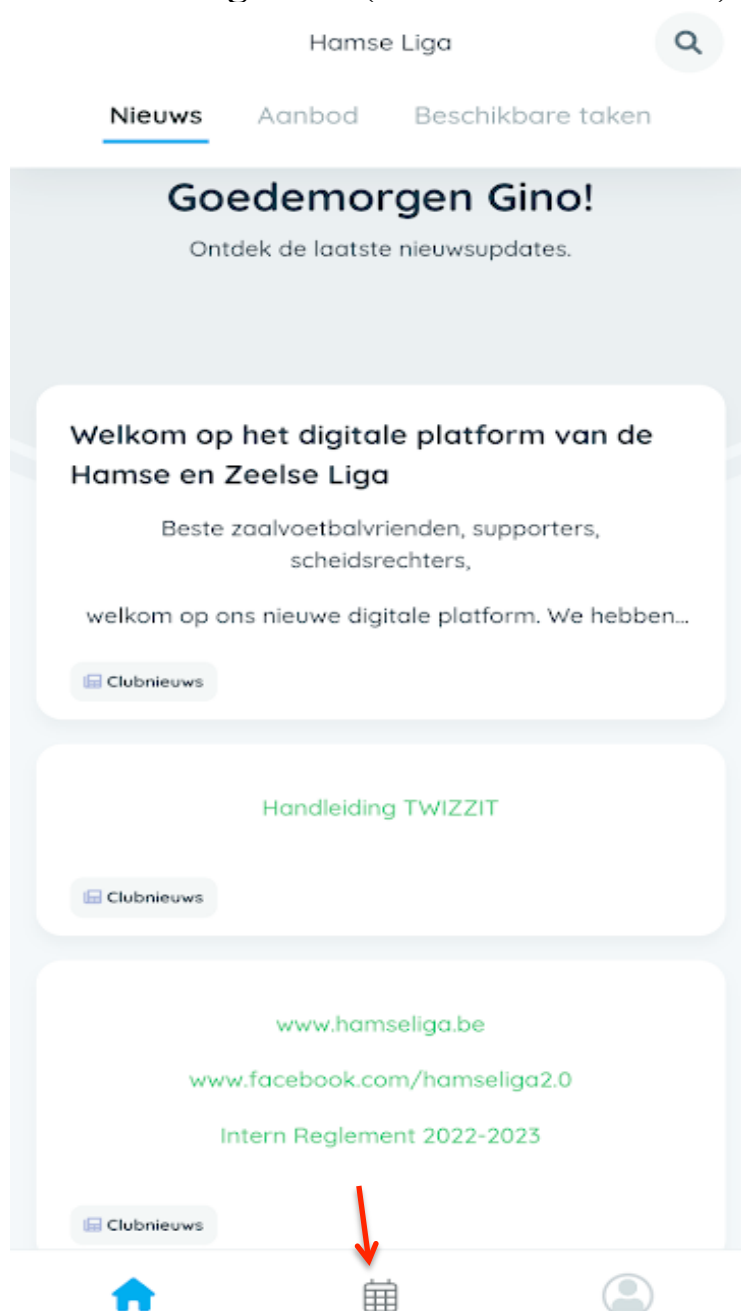 Hamse Liga
Nieuws Aanbod Beschikbare taken
Goedemorgen Gino!
Ontdek de laatste nieuwsupdates.
Welkom op het digitale platform van de
Hamse en Zeelse Liga
Beste zaalvoetbalvrienden, supporters,
scheidsrechters,
welkom op ons nieuwe digitale platform. We hebben...
Clubnieuws
Handleiding TWIZZIT
Clubnieuws
www.hamseliga.be
www.facebook.com/hamseliga2.0
Intern Reglement 2022-2023
Clubnieuws